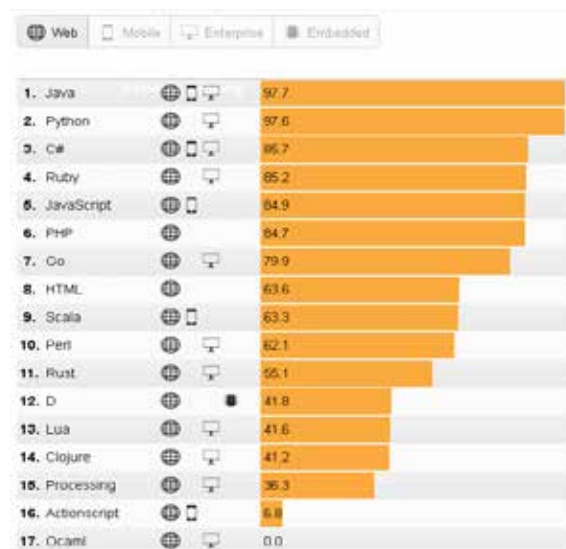 Web Mobile Enterprise Embedded
1. Java 97.7
2. Python 97.6
3. C# 85.7
4. Ruby 85.2
5. JavaScript 84.9
6. PHP 84.7
7. Go 79.9
8. HTML 63.6
9. Scala 63.3
10. Perl 62.1
11. Rust 55.1
12. D 41.8
13. Lua 41.6
14. Clojure 41.2
15. Processing 36.3
16. Actionscript 6.8
17. Ocaml 0.0